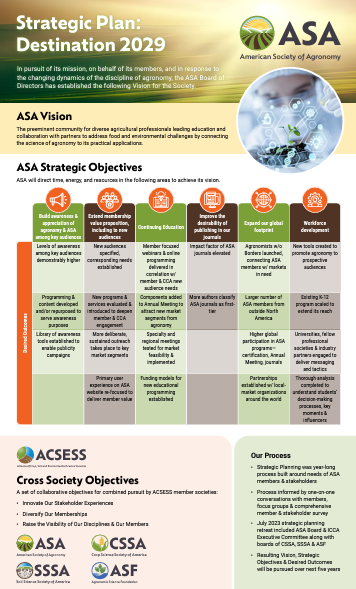 Strategic Plan:
Destination 2029
ASA
American Society of Agronomy
In pursuit of its mission, on behalf of its members, and in response to
the changing dynamics of the discipline of agronomy, the ASA Board of
Directors has established the following Vision for the Society.
ASA Vision
The preeminent community for diverse agricultural professionals leading education and
collaboration with partners to address food and environmental challenges by connecting
the science of agronomy to its practical applications.
ASA Strategic Objectives
ASA will direct time, energy, and resources in the following areas to achieve its vision.
Build awareness &
appreciation of
agronomy & ASA
among key audiences
Extend membership
value proposition,
including to new
audiences
Continuing Education
Improve the
desirability of
publishing in our
journals
Expand our global
footprint
Workforce
development
Desired Outcomes
Levels of awareness
among key audiences
demonstrably higher
New audiences
specified,
corresponding needs
established
Member focused
webinars & online
programming
delivered in
correlation w/
member & CCA
new audience needs
Impact factor of ASA
journals elevated
Agronomists w/o
Borders launched,
connecting ASA
members w/ markets
in need
New tools created to
promote agronomy to
prospective
audiences
Programming &
content developed
and/or repurposed to
serve awareness
purposes
New programs &
services evaluated &
introduced to deepen
member & CCA
engagement
Components added
to Annual Meeting to
attract new market
segments from
agronomy
More authors classify
ASA journals as first-
tier
Larger number of
ASA members from
outside North
America
Existing K-12
program scaled to
extend its reach
Library of awareness
tools established to
enable publicity
campaigns
More deliberate,
sustained outreach
takes place to key
market segments
Specialty and
regional meetings
tested for market
feasibility &
implemented
Higher global
participation in ASA
programs—
certification, Annual
Meeting, journals
Universities, fellow
professional
societies & industry
partners engaged to
deliver messaging
and tactics
Primary user
experience on ASA
website re-focused to
deliver member value
Funding models for
new educational
programming
established
Partnerships
established w/ local-
market organizations
around the world
Thorough analysis
completed to
understand students'
decision-making
processes, key
moments &
influencers
ACSESS
Cross Society Objectives
A set of collaborative objectives for combined pursuit by ACSESS member societies:
• Innovate Our Stakeholder Experiences
• Diversify Our Memberships
• Raise the Visibility of Our Disciplines & Our Members
ASA
American Society of Agronomy
CSSA
Crop Science Society of America
SSSA
Soil Science Society of America
ASF
Agronomic Science Foundation
Our Process
• Strategic Planning was year-long
process built around needs of ASA
members & stakeholders
• Process informed by one-on-one
conversations with members,
focus groups & comprehensive
member & stakeholder survey
• July 2023 strategic planning
retreat included ASA Board & ICCA
Executive Committee along with
boards of CSSA, SSSA & ASF
• Resulting Vision, Strategic
Objectives & Desired Outcomes
will be pursued over next five years